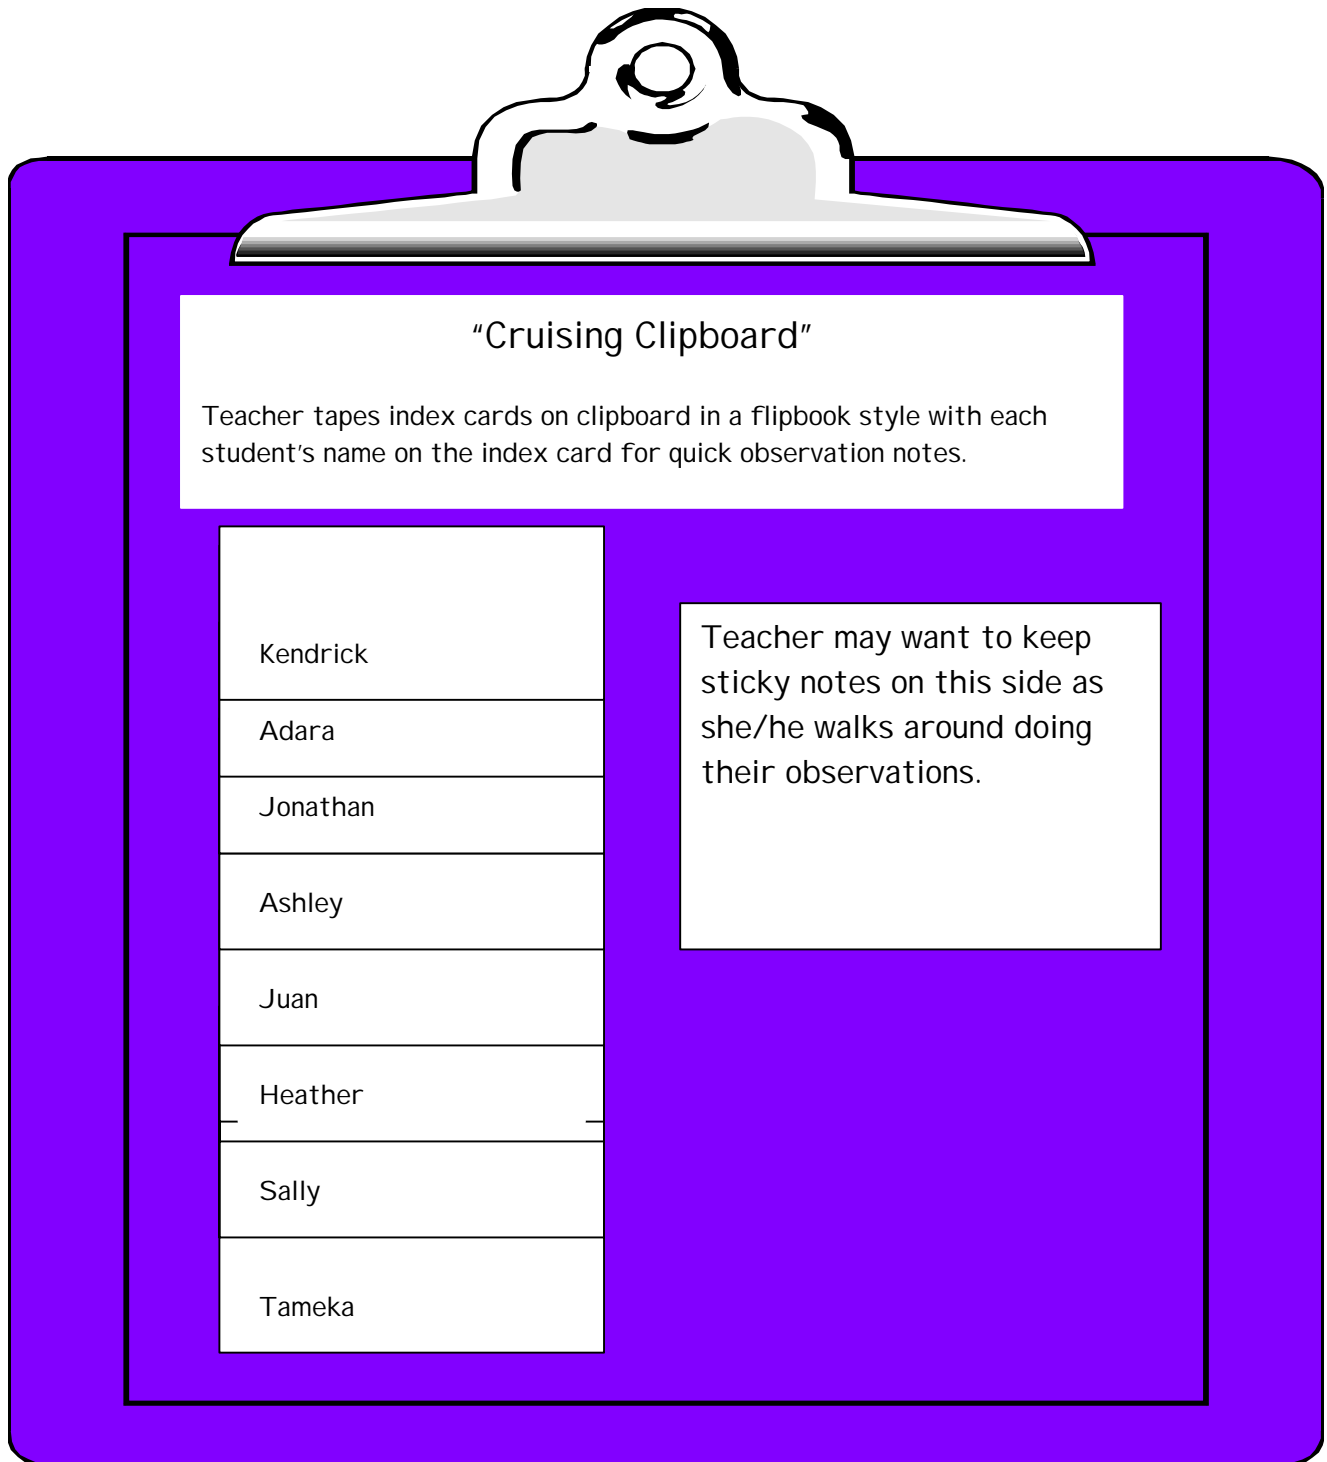 “Cruising Clipboard”
Teacher tapes index cards on clipboard in a flipbook style with each
student’s name on the index card for quick observation notes.
Kendrick
Adara
Jonathan
Ashley
Juan
Heather
Sally
Tameka
Teacher may want to keep
sticky notes on this side as
she/he walks around doing
their observations.